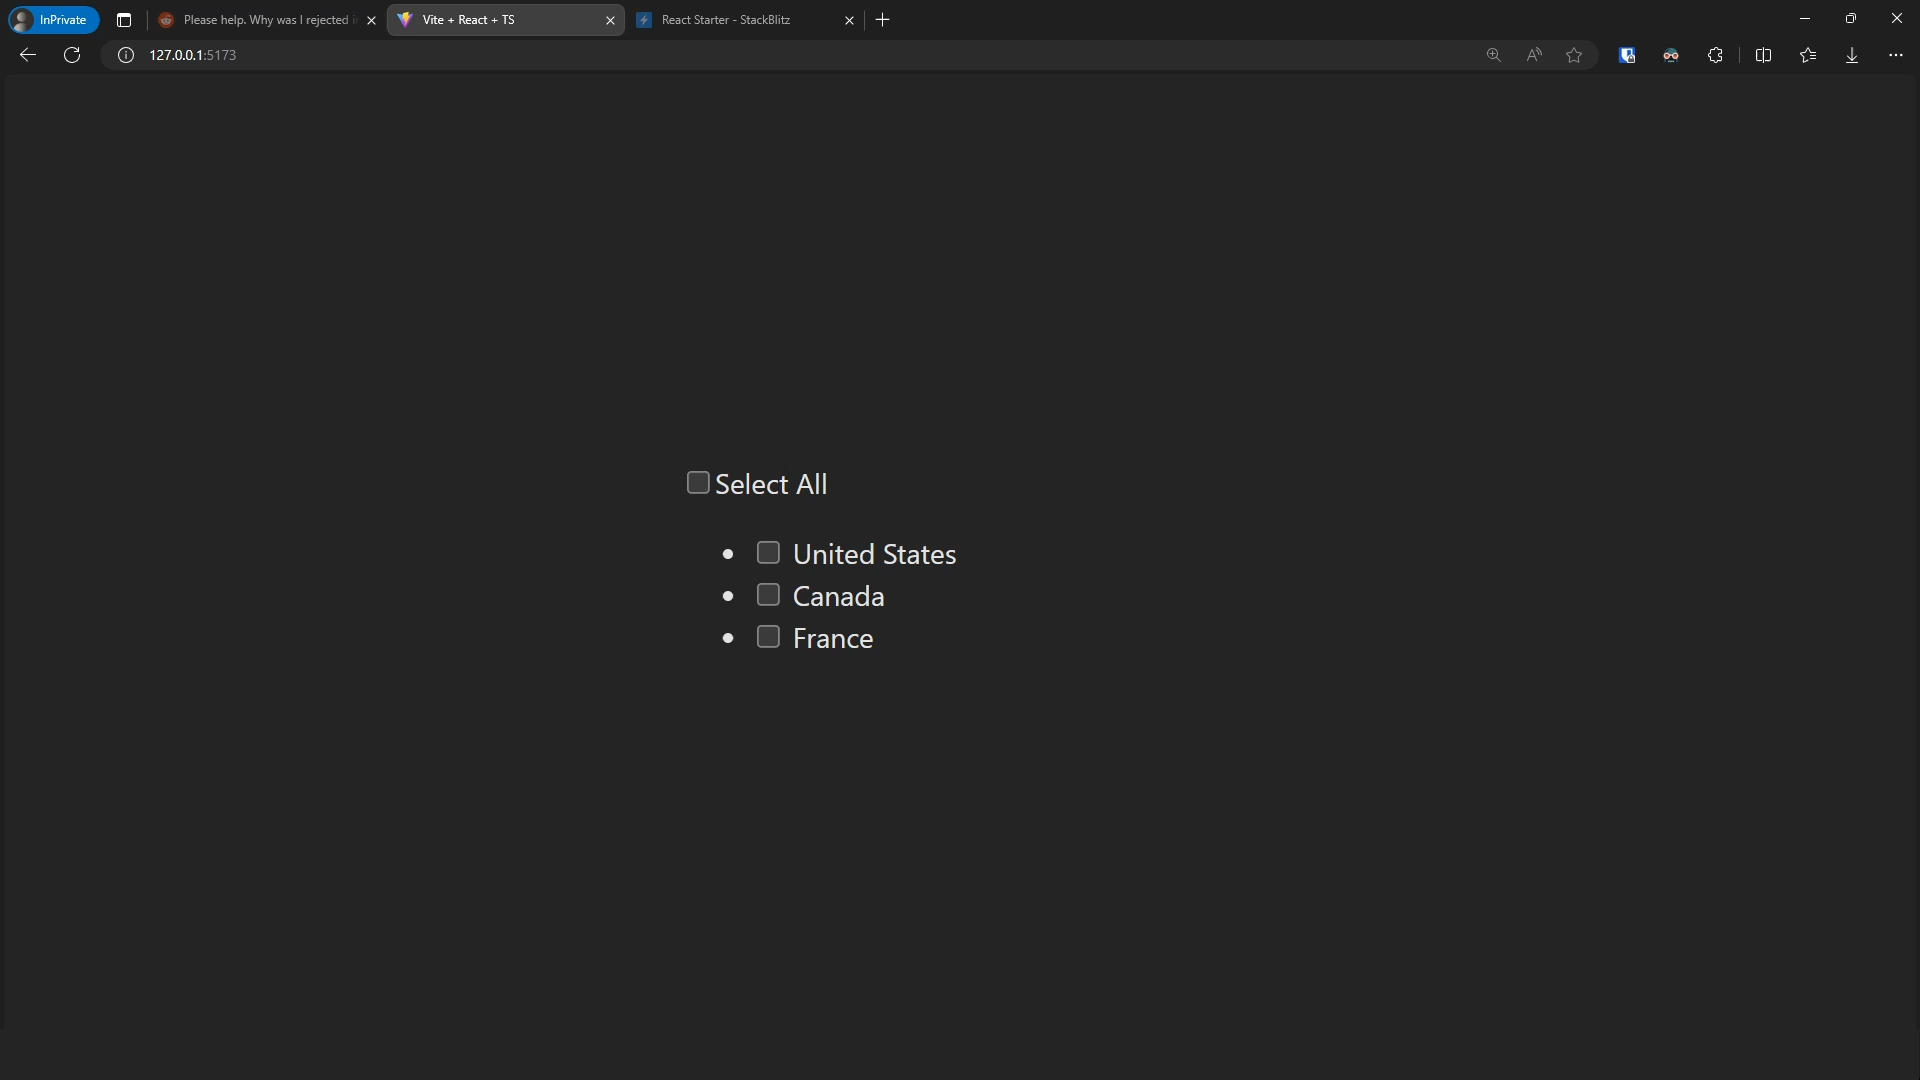 InPrivate
Please help. Why was I rejected i
Vite + React + TS
React Starter - StackBlitz
127.0.0.1:5173
Select All
United States
Canada
France